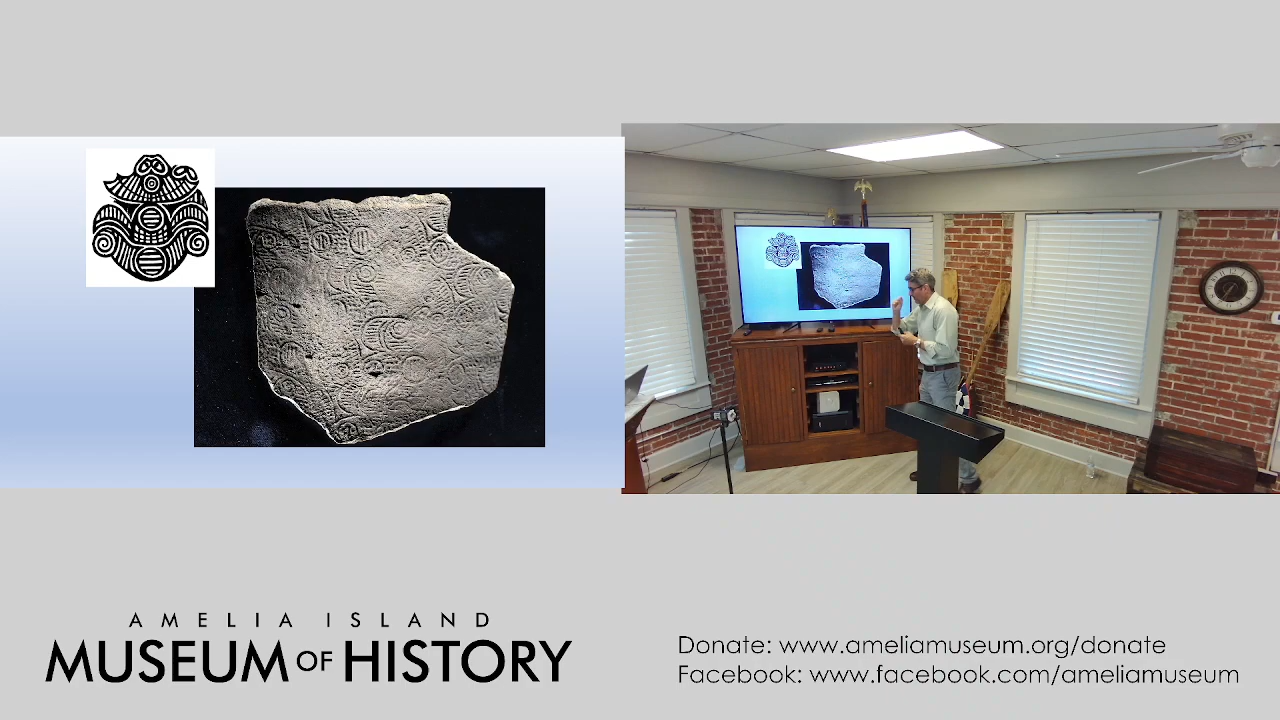 AMELIA ISLAND
MUSEUM OF HISTORY
Donate: www.ameliamuseum.org/donate
Facebook: www.facebook.com/ameliamuseum